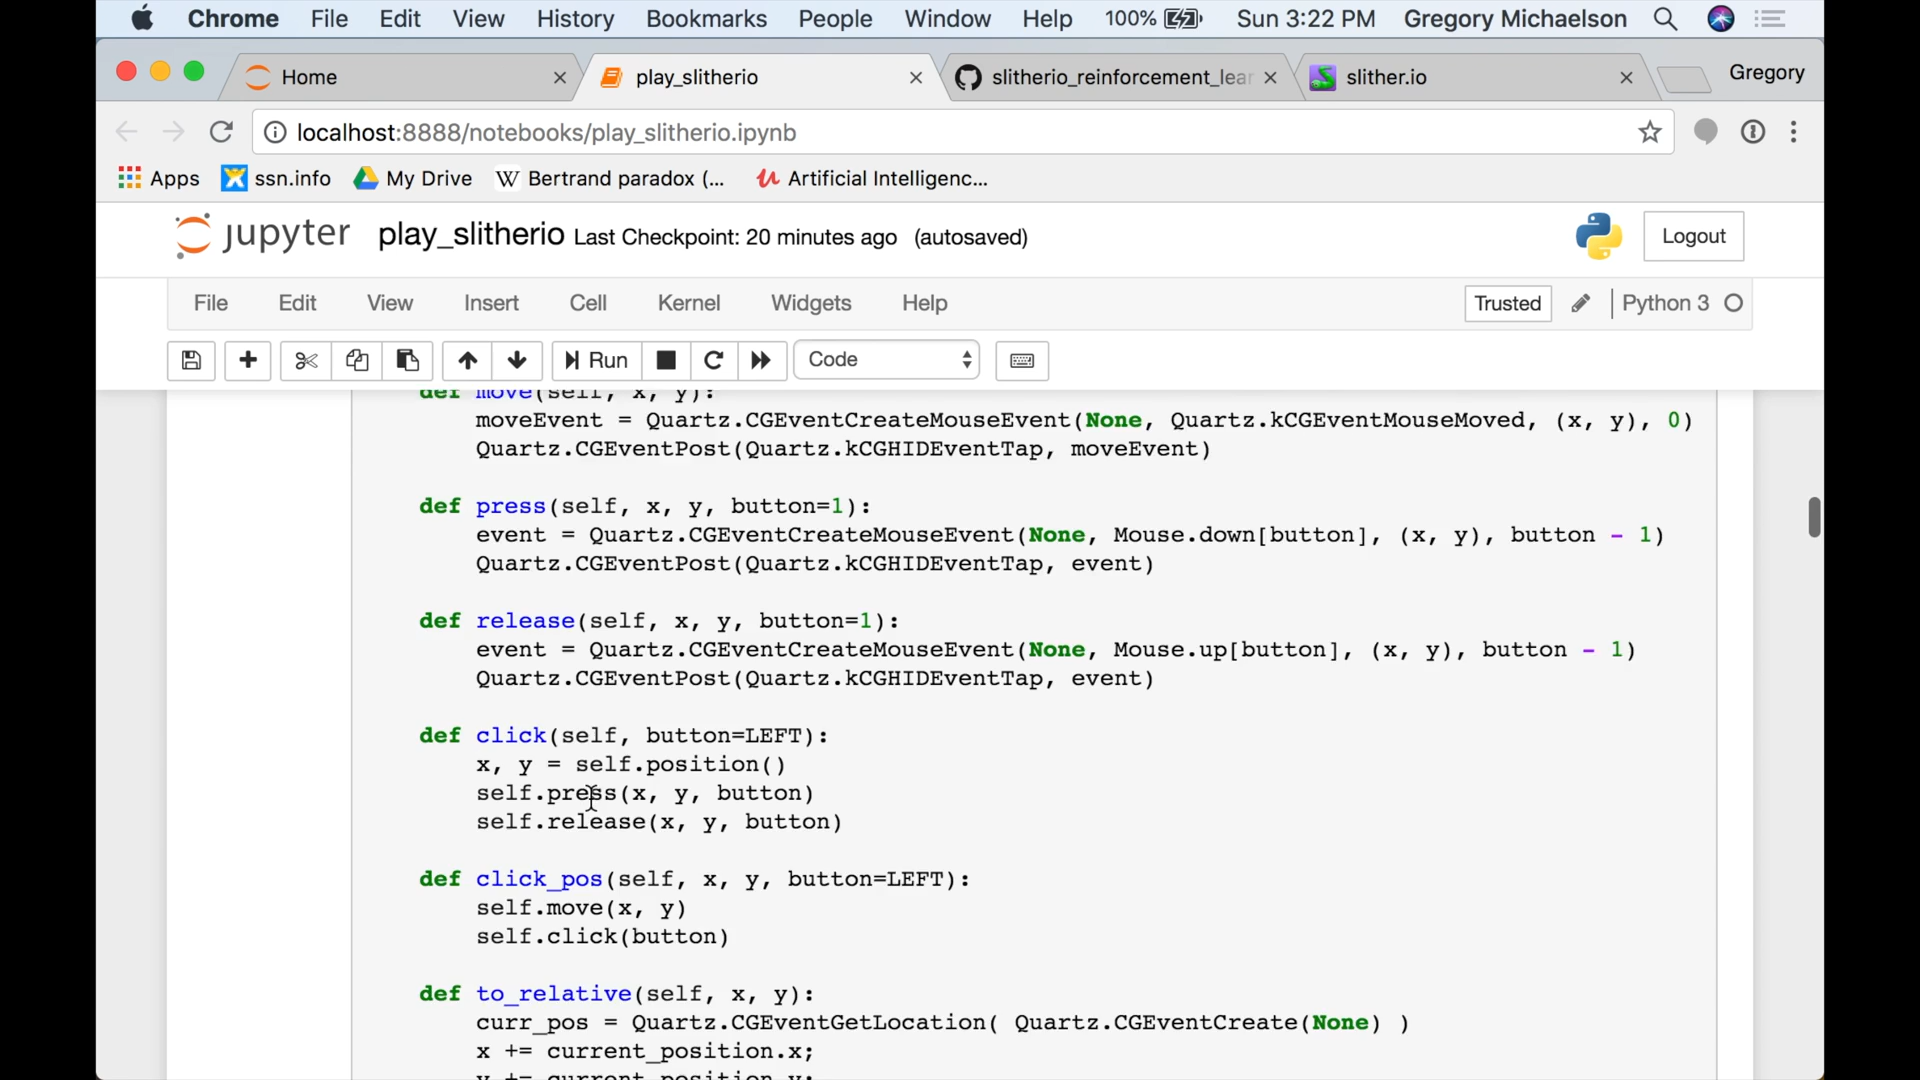 Chrome File Edit View History Bookmarks People Window Help 100% Sun 3:22 PM Gregory Michaelson
Home play_slitherio slitherio_reinforcement_lear slither.io Gregory
localhost:8888/notebooks/play_slitherio.ipynb
Apps ssn.info My Drive W Bertrand paradox (... Artificial Intelligenc...
jupyter play_slitherio Last Checkpoint: 20 minutes ago (autosaved) Logout
File Edit View Insert Cell Kernel Widgets Help Trusted Python 3
Run Code
def move(self, x, y):
moveEvent = Quartz.CGEventCreateMouseEvent(None, Quartz.kCGEventMouseMoved, (x, y), 0)
Quartz.CGEventPost(Quartz.kCGHIDEventTap, moveEvent)
def press(self, x, y, button=1):
event = Quartz.CGEventCreateMouseEvent(None, Mouse.down[button], (x, y), button - 1)
Quartz.CGEventPost(Quartz.kCGHIDEventTap, event)
def release(self, x, y, button=1):
event = Quartz.CGEventCreateMouseEvent(None, Mouse.up[button], (x, y), button - 1)
Quartz.CGEventPost(Quartz.kCGHIDEventTap, event)
def click(self, button=LEFT):
x, y = self.position()
self.press(x, y, button)
self.release(x, y, button)
def click_pos(self, x, y, button=LEFT):
self.move(x, y)
self.click(button)
def to_relative(self, x, y):
curr_pos = Quartz.CGEventGetLocation( Quartz.CGEventCreate(None) )
x += current_position.x;
y += current_position.y;